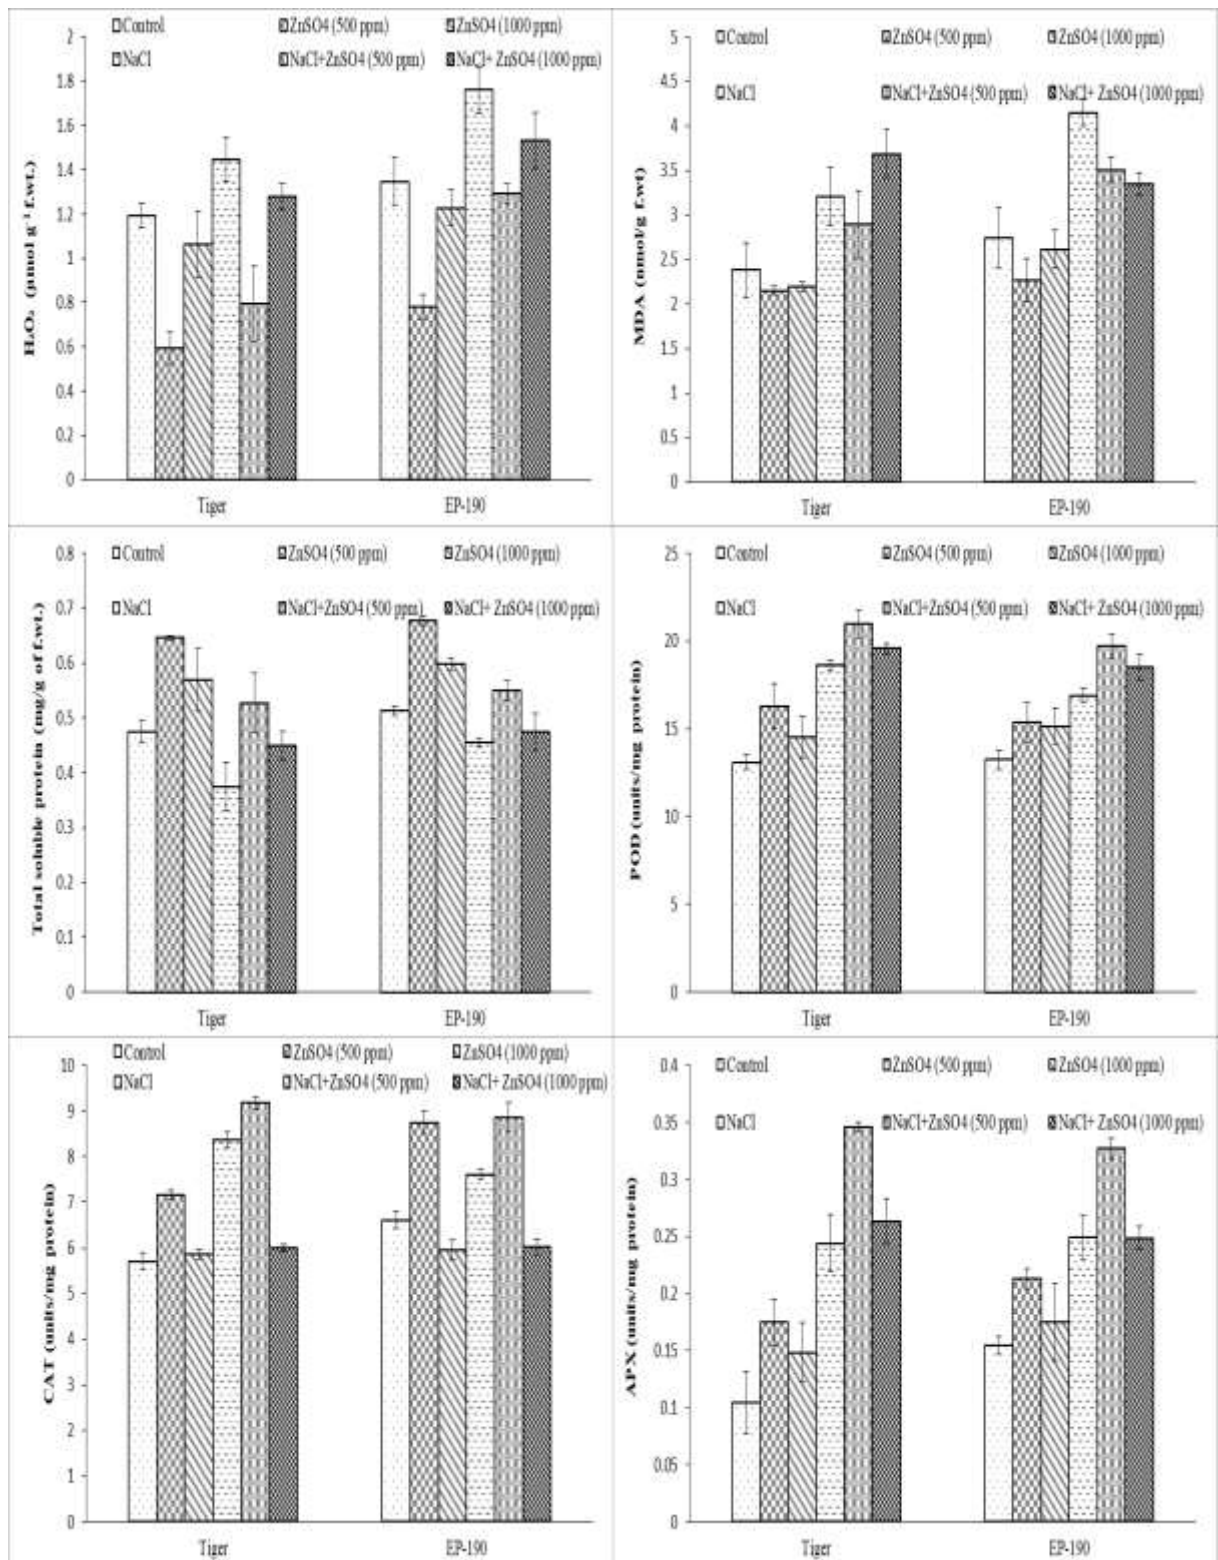 Control ZnSO4 (500 ppm) ZnSO4 (1000 ppm)
NaCl NaCl+ZnSO4 (500 ppm) NaCl+ ZnSO4 (1000 ppm)
H₂O₂ (µmol g⁻¹ f.wt.)
2
1.8
1.6
1.4
1.2
1
0.8
0.6
0.4
0.2
0
Tiger EP-190
Control ZnSO4 (500 ppm) ZnSO4 (1000 ppm)
NaCl NaCl+ZnSO4 (500 ppm) NaCl+ ZnSO4 (1000 ppm)
MDA (nmol/g f.wt)
5
4.5
4
3.5
3
2.5
2
1.5
1
0.5
0
Tiger EP-190
Control ZnSO4 (500 ppm) ZnSO4 (1000 ppm)
NaCl NaCl+ZnSO4 (500 ppm) NaCl+ ZnSO4 (1000 ppm)
Total soluble protein (mg/g of f.wt.)
0.8
0.7
0.6
0.5
0.4
0.3
0.2
0.1
0
Tiger EP-190
Control ZnSO4 (500 ppm) ZnSO4 (1000 ppm)
NaCl NaCl+ZnSO4 (500 ppm) NaCl+ ZnSO4 (1000 ppm)
POD (units/mg protein)
25
20
15
10
5
0
Tiger EP-190
Control ZnSO4 (500 ppm) ZnSO4 (1000 ppm)
NaCl NaCl+ZnSO4 (500 ppm) NaCl+ ZnSO4 (1000 ppm)
CAT (units/mg protein)
10
9
8
7
6
5
4
3
2
1
0
Tiger EP-190
Control ZnSO4 (500 ppm) ZnSO4 (1000 ppm)
NaCl NaCl+ZnSO4 (500 ppm) NaCl+ ZnSO4 (1000 ppm)
APX (units/mg protein)
0.4
0.35
0.3
0.25
0.2
0.15
0.1
0.05
0
Tiger EP-190